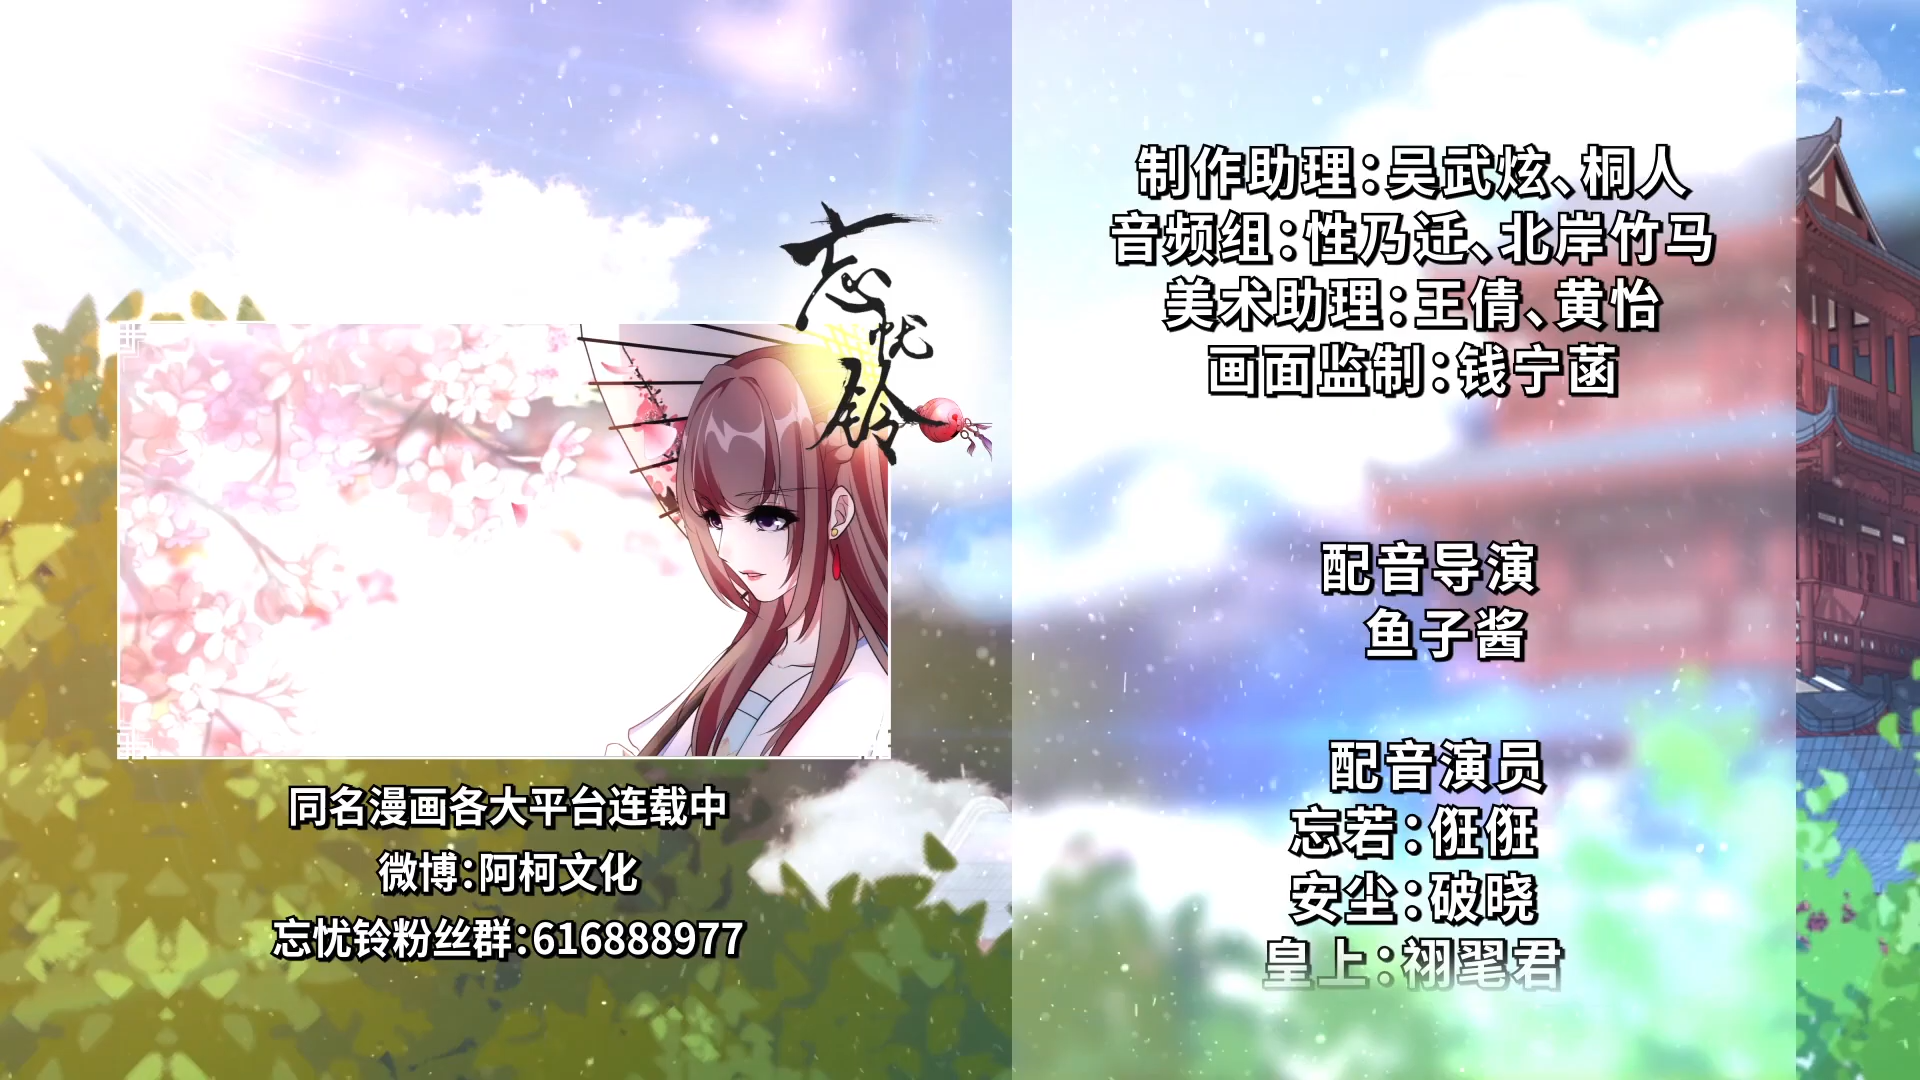 忘忧铃
同名漫画各大平台连载中
微博:阿柯文化
忘忧铃粉丝群:616888977
制作助理:吴武炫、桐人
音频组:性乃迁、北岸竹马
美术助理:王倩、黄怡
画面监制:钱宁菡
配音导演
鱼子酱
配音演员
忘若:俇俇
安尘:破晓
皇上:祤毣君